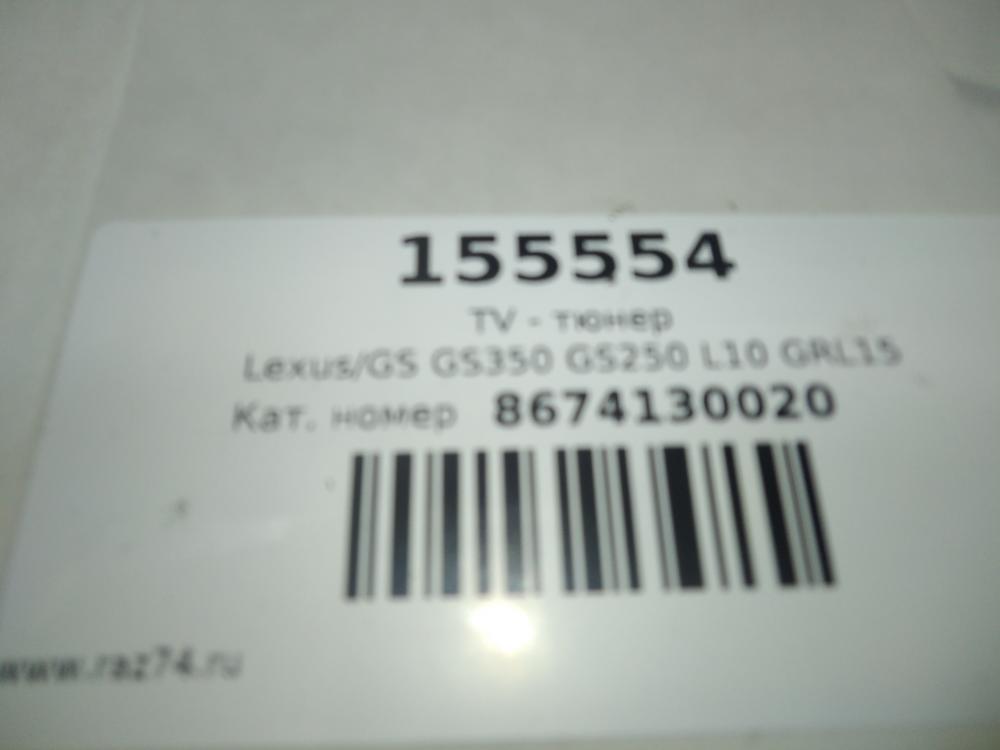 155554
TV - тюнер
Lexus/GS GS350 GS250 L10 GRL15
Кат. номер 8674130020
www.raz74.ru